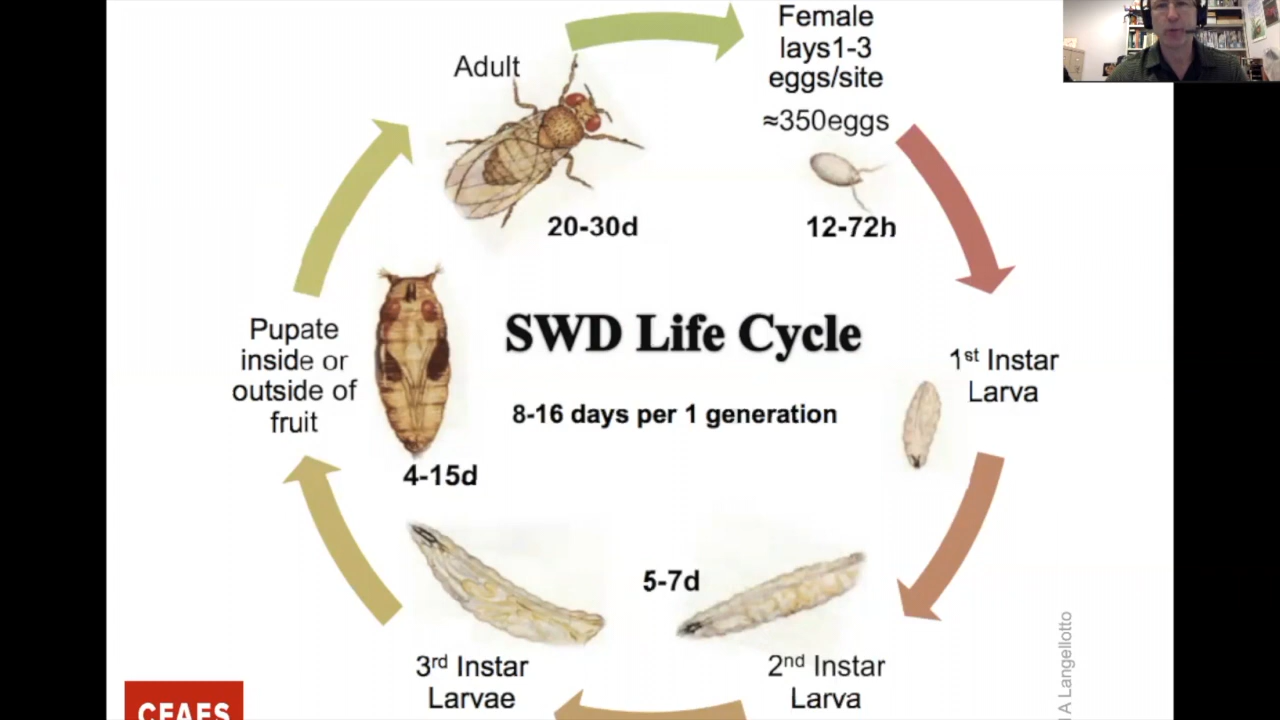 Adult
Female
lays1-3
eggs/site
≈350eggs
20-30d
12-72h
SWD Life Cycle
8-16 days per 1 generation
1st Instar
Larva
Pupate
inside or
outside of
fruit
4-15d
5-7d
3rd Instar
Larvae
2nd Instar
Larva
A Langellotto
CFAES